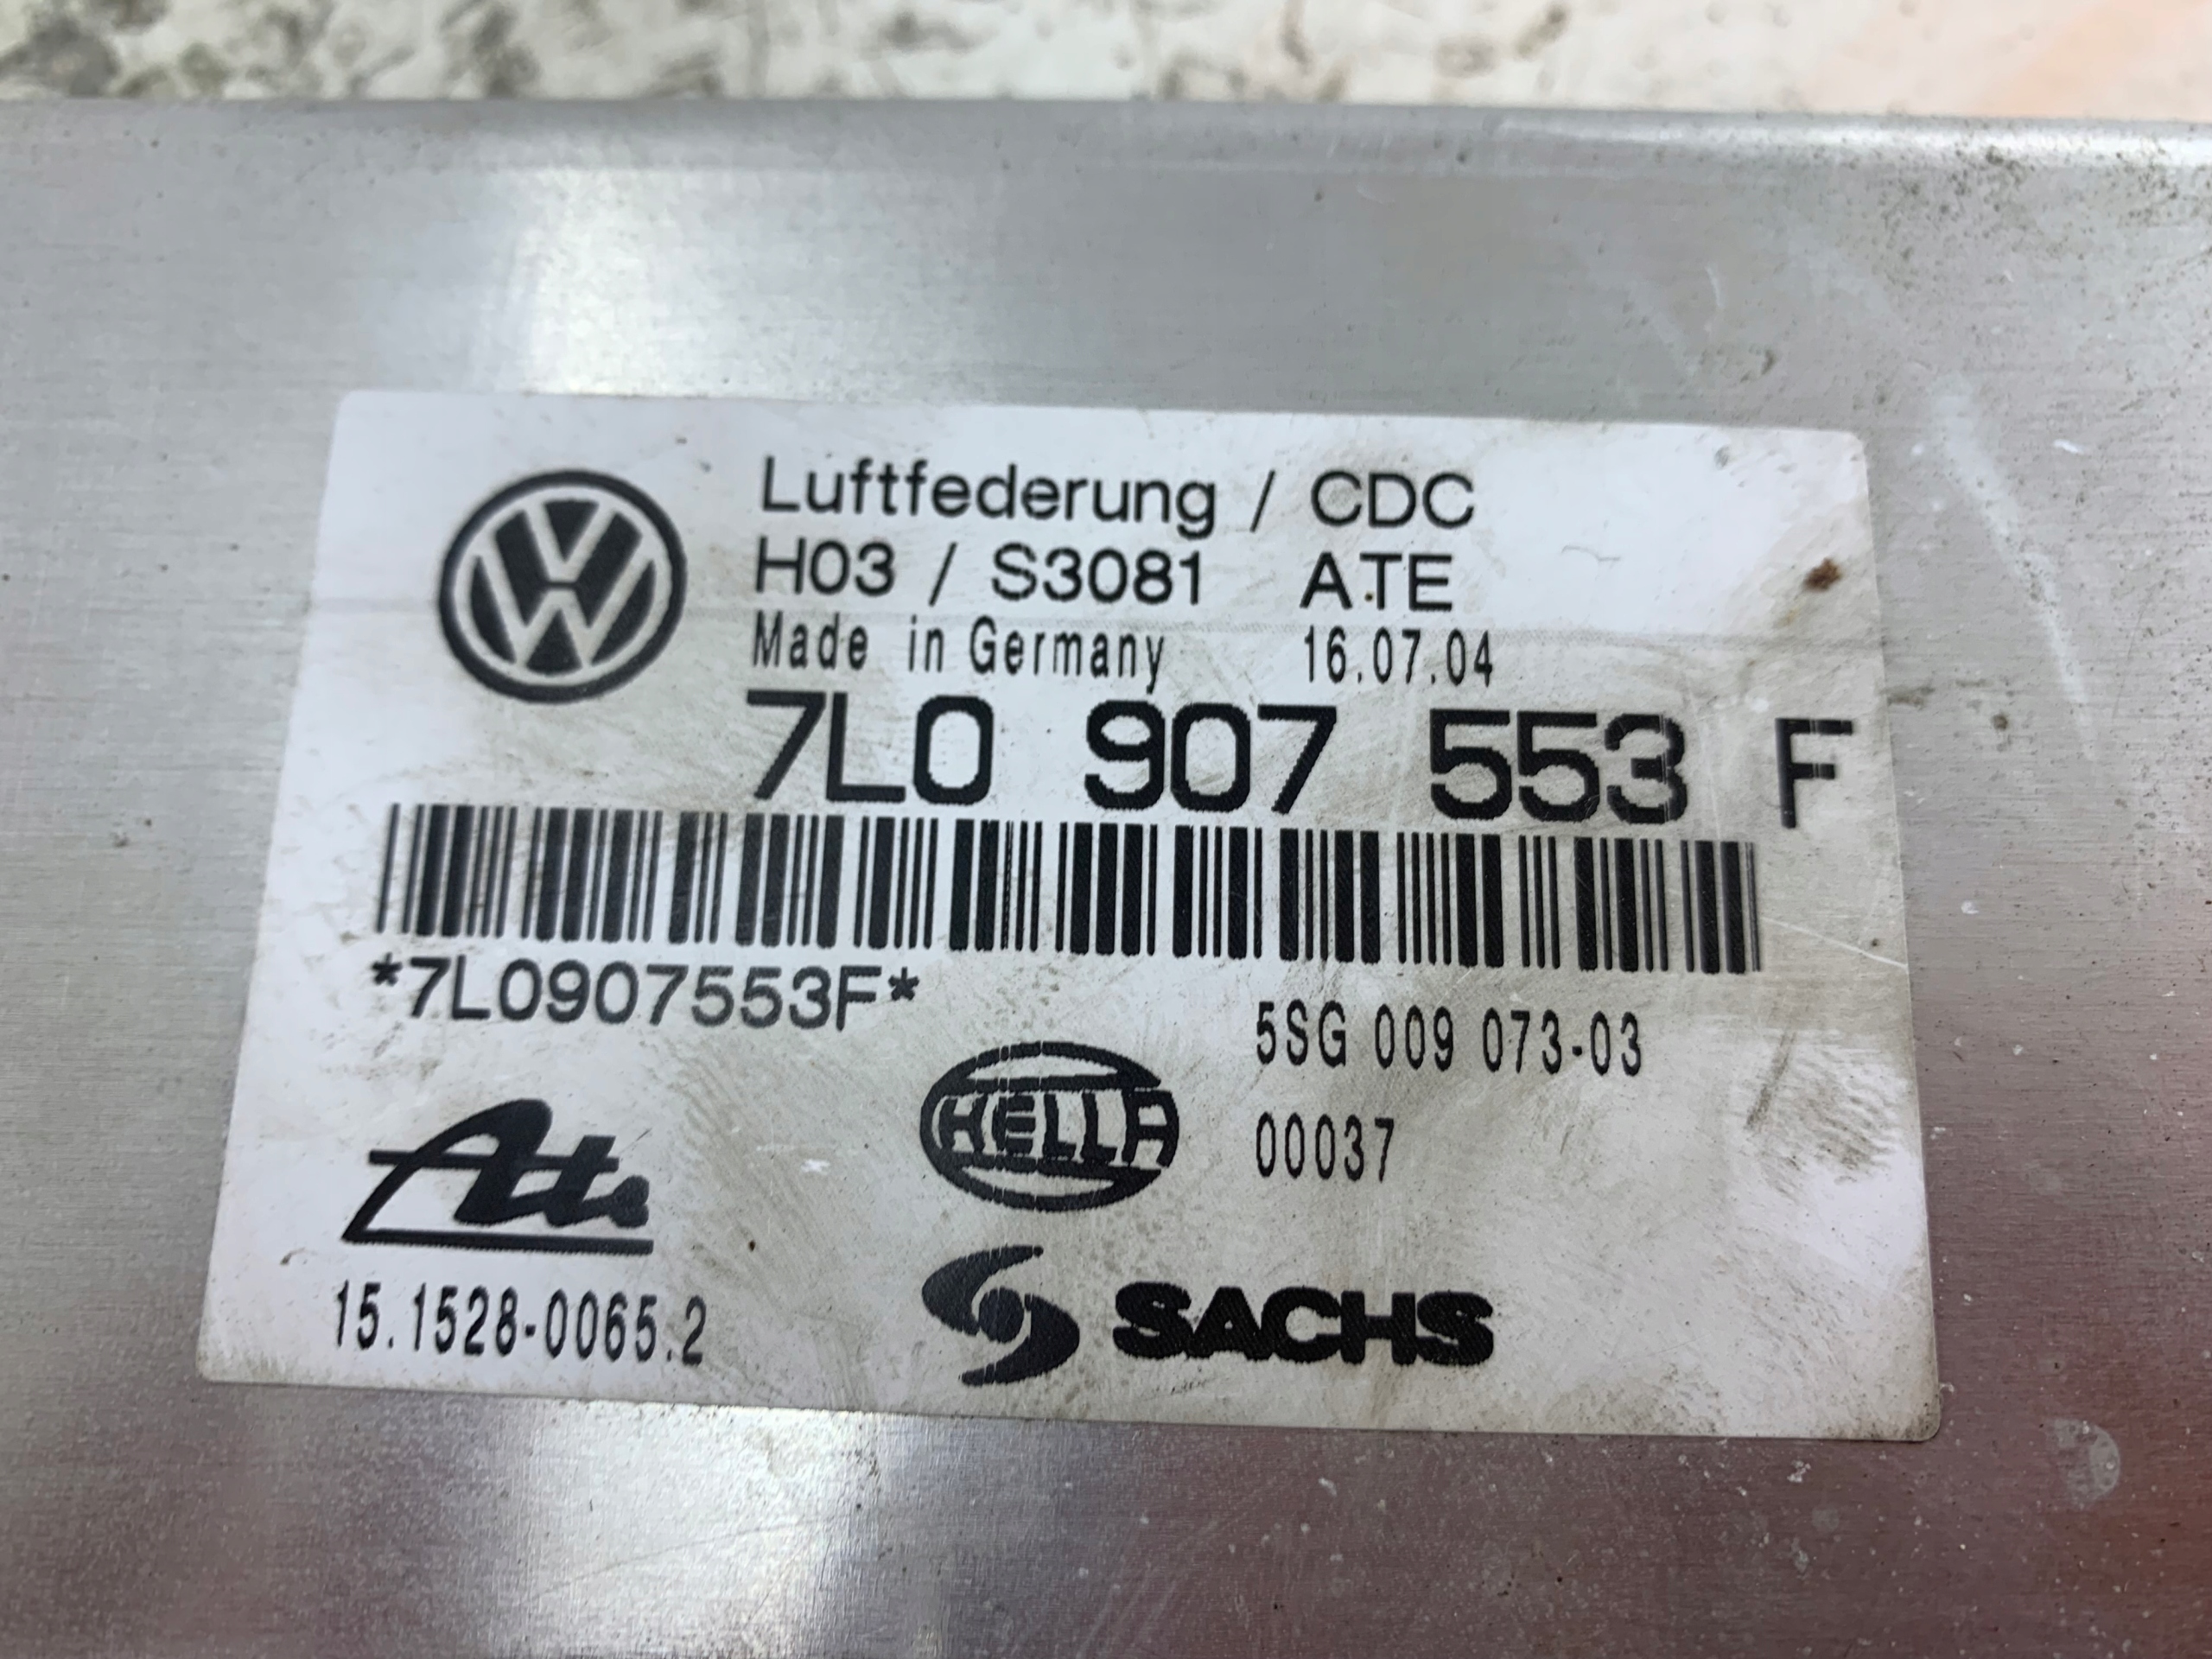 Luftfederung / CDC
H03 / S3081 ATE
Made in Germany 16.07.04
7L0 907 553 F
*7L0907553F*
5SG 009 073-03
HELLA 00037
Ate
15.1528-0065.2
SACHS